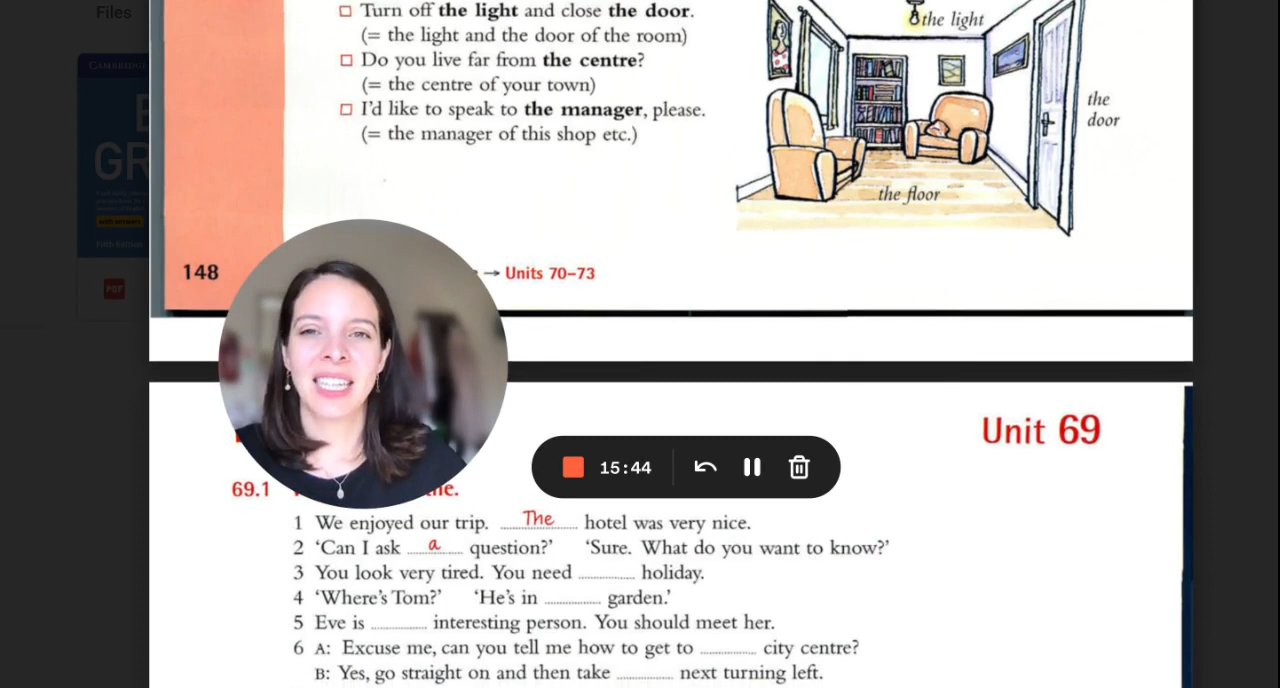 Files
CAMBRIDGE
Fifth Edition
PDF
□ Turn off the light and close the door.
(= the light and the door of the room)
□ Do you live far from the centre?
(= the centre of your town)
□ I'd like to speak to the manager, please.
(= the manager of this shop etc.)
the light
the
door
the floor
148
→ Units 70–73
Unit 69
15:44
69.1
1 We enjoyed our trip. The hotel was very nice.
2 'Can I ask a question?' 'Sure. What do you want to know?'
3 You look very tired. You need .......... holiday.
4 'Where's Tom?' 'He's in .......... garden.'
5 Eve is .......... interesting person. You should meet her.
6 A: Excuse me, can you tell me how to get to .......... city centre?
B: Yes, go straight on and then take .......... next turning left.